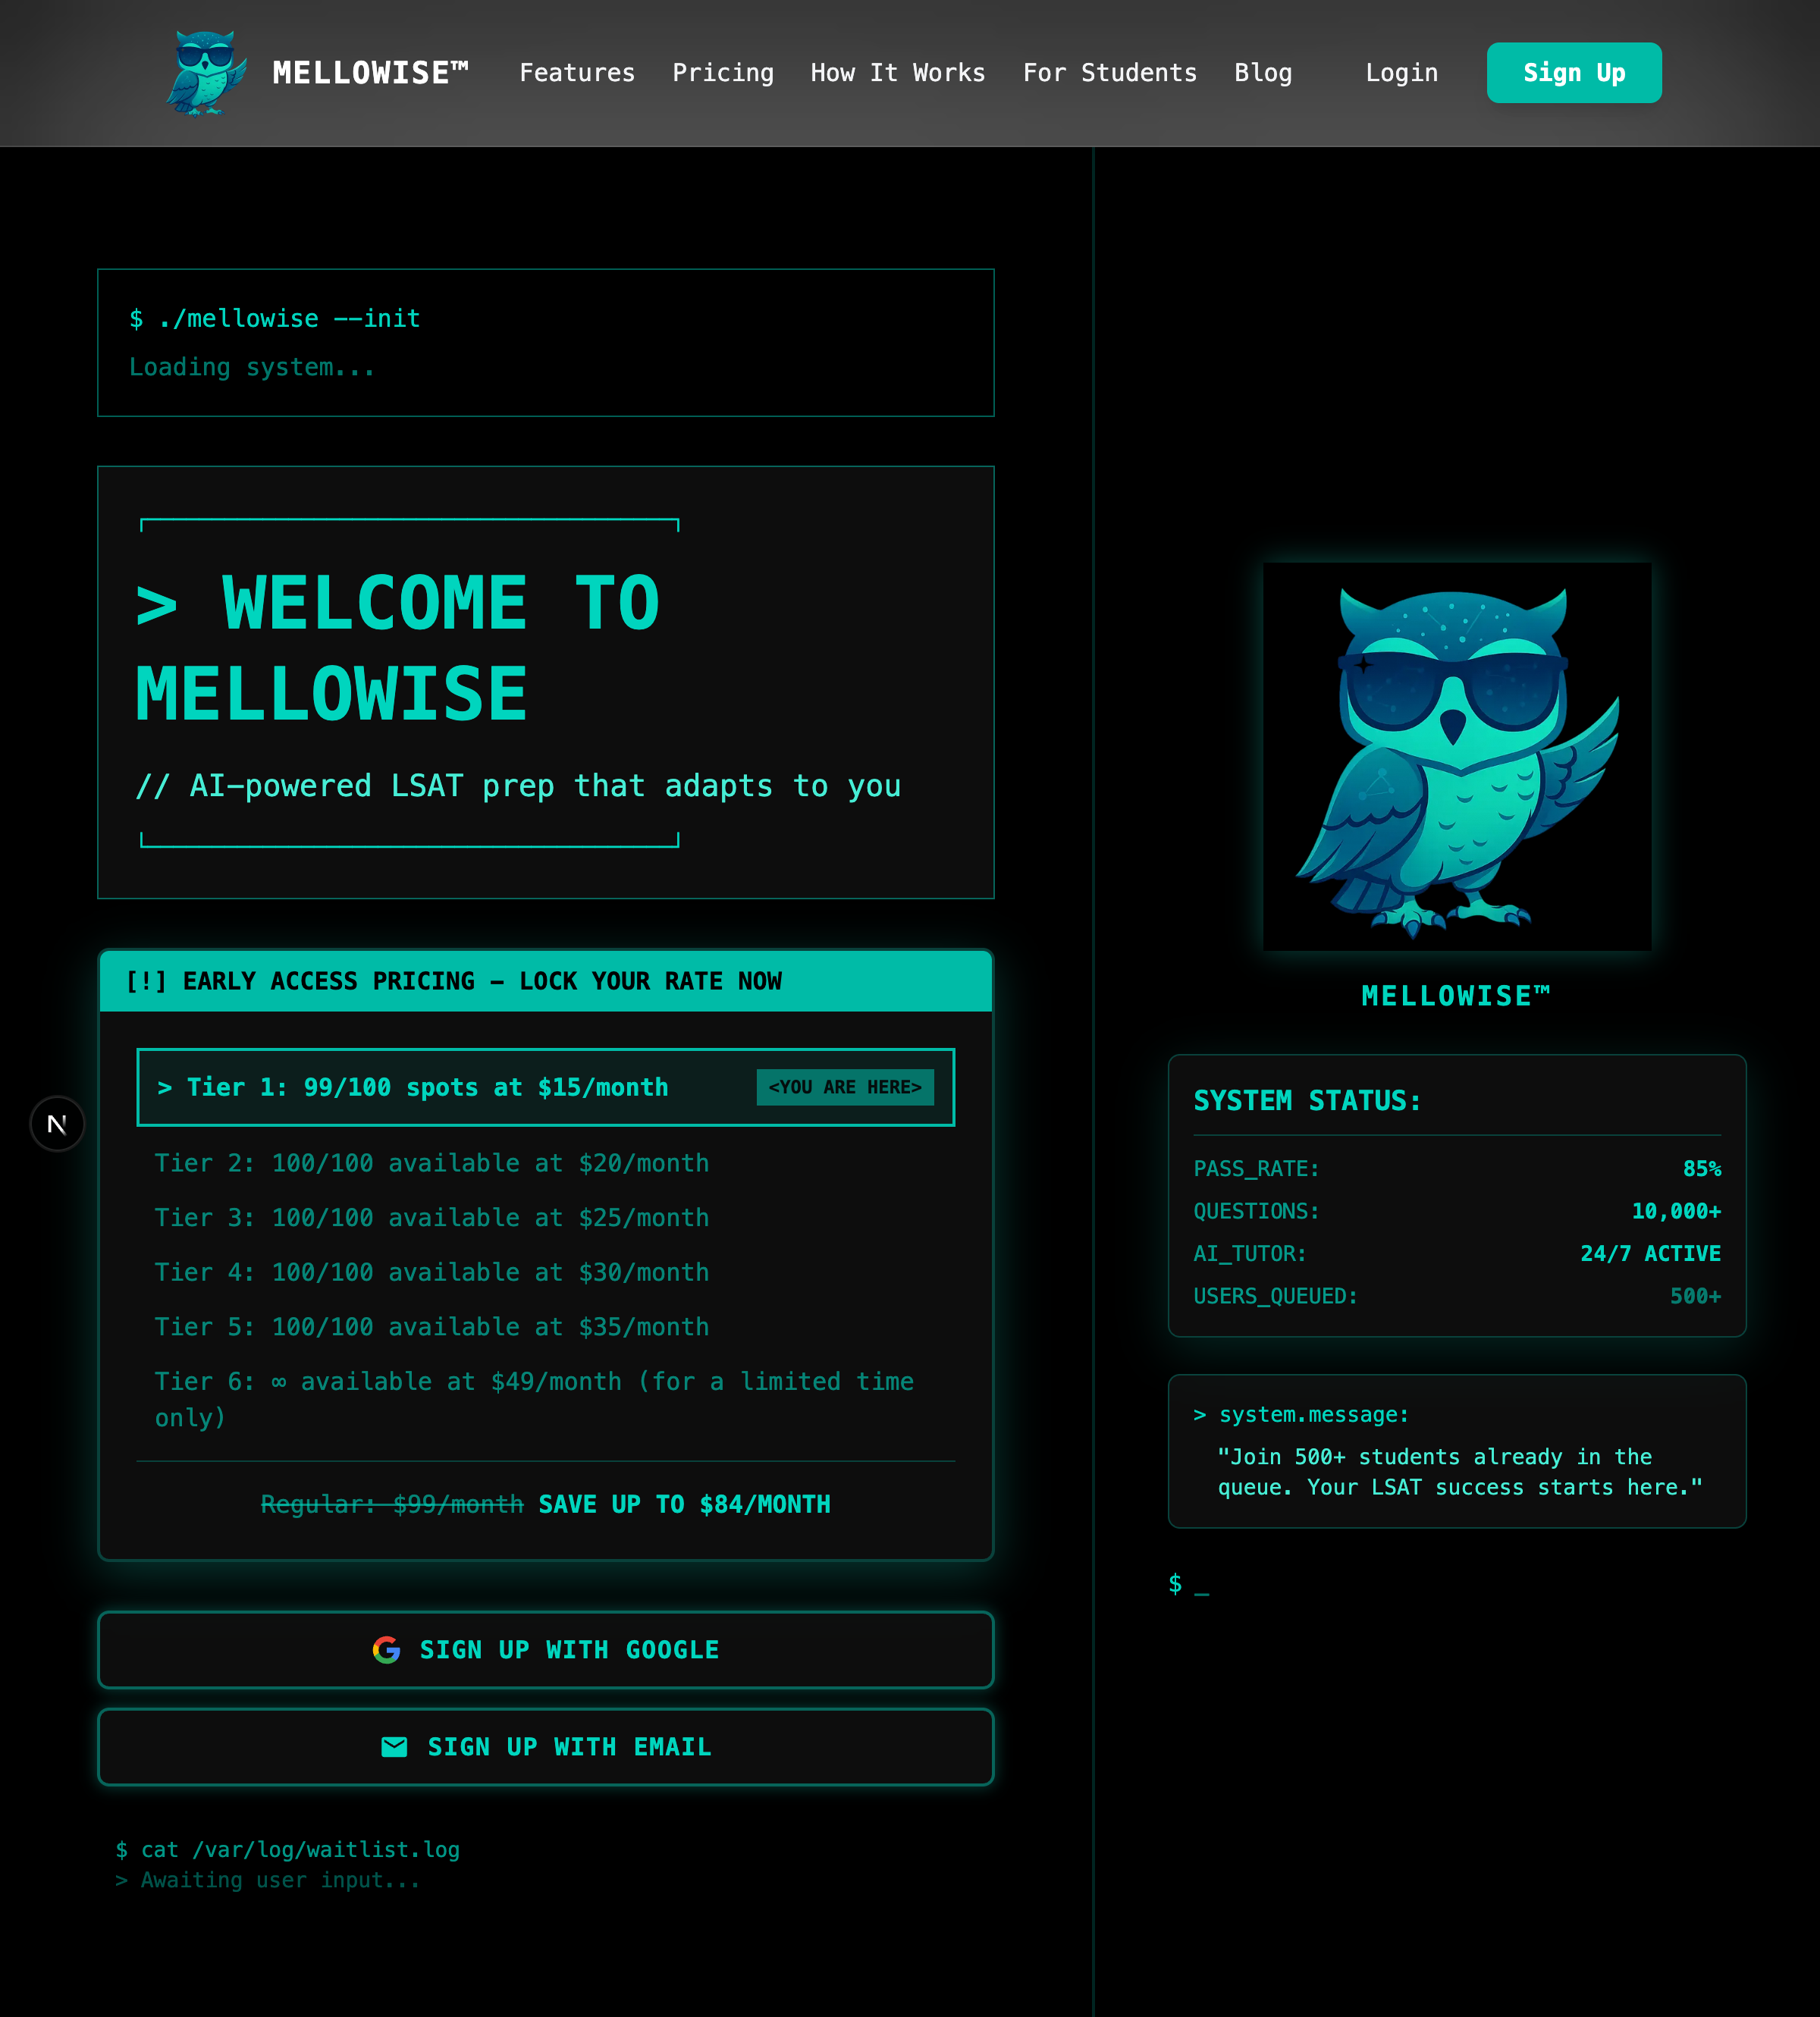 MELLOWISE™
Features
Pricing
How It Works
For Students
Blog
Login
Sign Up
$ ./mellowise --init
Loading system...
> WELCOME TO
MELLOWISE
// AI-powered LSAT prep that adapts to you
[!] EARLY ACCESS PRICING - LOCK YOUR RATE NOW
> Tier 1: 99/100 spots at $15/month
<YOU ARE HERE>
Tier 2: 100/100 available at $20/month
Tier 3: 100/100 available at $25/month
Tier 4: 100/100 available at $30/month
Tier 5: 100/100 available at $35/month
Tier 6: ∞ available at $49/month (for a limited time
only)
Regular: $99/month SAVE UP TO $84/MONTH
SIGN UP WITH GOOGLE
SIGN UP WITH EMAIL
$ cat /var/log/waitlist.log
> Awaiting user input...
MELLOWISE™
SYSTEM STATUS:
PASS_RATE: 85%
QUESTIONS: 10,000+
AI_TUTOR: 24/7 ACTIVE
USERS_QUEUED: 500+
> system.message:
"Join 500+ students already in the
queue. Your LSAT success starts here."
$ _
N